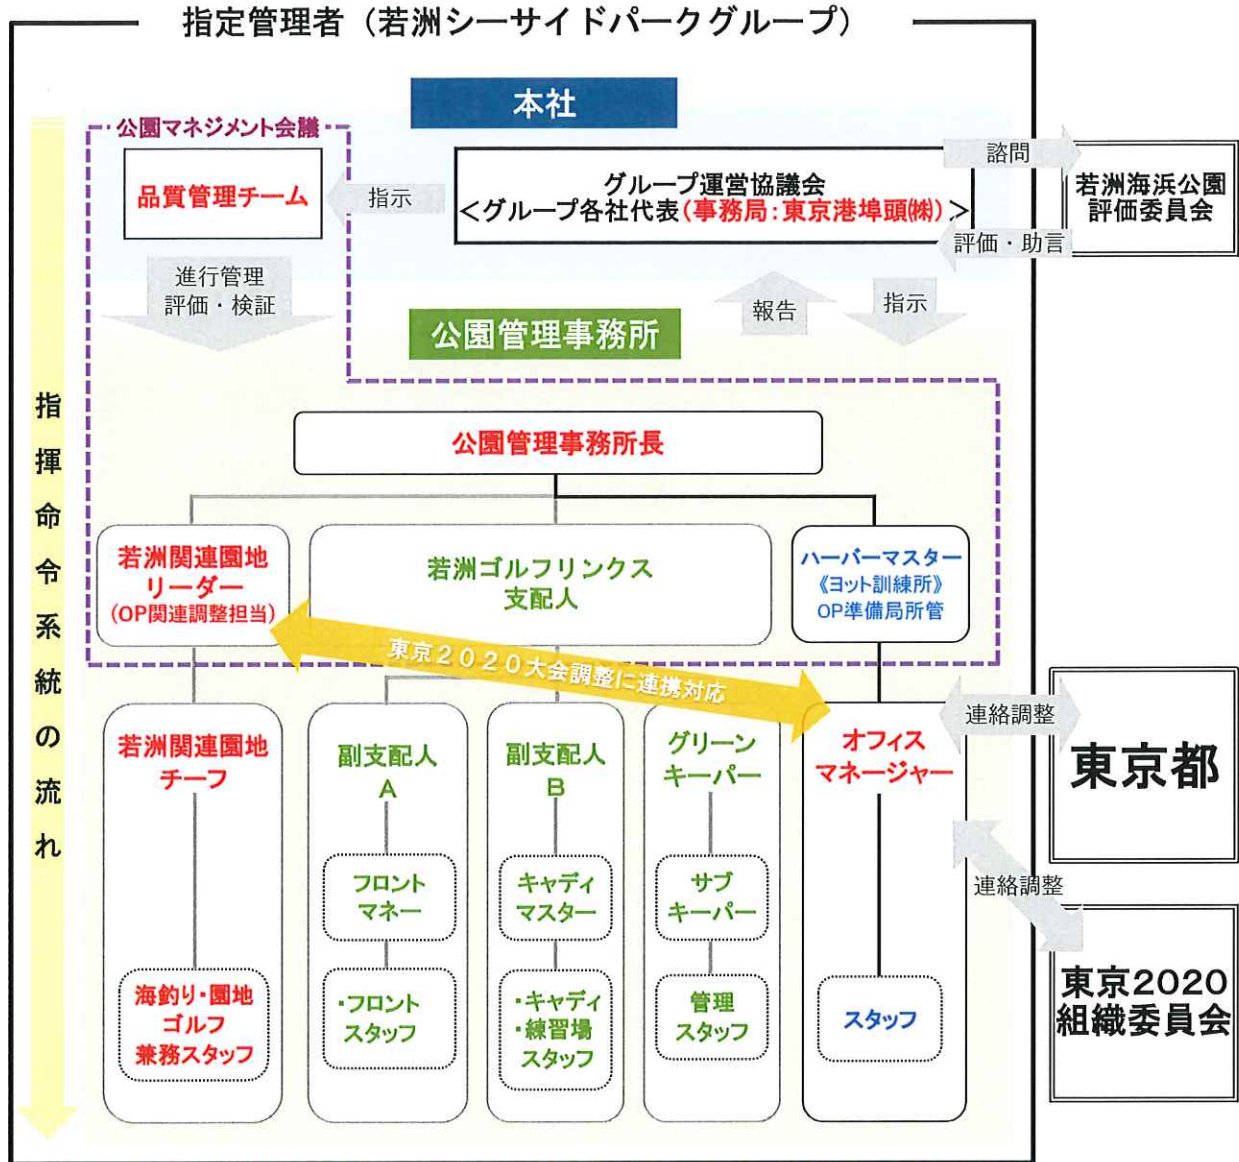 指定管理者（若洲シーサイドパークグループ）
本社
公園マネジメント会議
品質管理チーム
指示
グループ運営協議会
＜グループ各社代表(事務局：東京港埠頭㈱)＞
諮問
評価・助言
若洲海浜公園
評価委員会
進行管理
評価・検証
報告
指示
公園管理事務所
指揮命令系統の流れ
公園管理事務所長
若洲関連園地
リーダー
(OP関連調整担当)
若洲ゴルフリンクス
支配人
ハーバーマスター
《ヨット訓練所》
OP準備局所管
東京２０２０大会調整に連携対応
若洲関連園地
チーフ
副支配人
A
副支配人
B
グリーン
キーパー
オフィス
マネージャー
連絡調整
東京都
フロント
マネー
キャディ
マスター
サブ
キーパー
連絡調整
海釣り・園地
ゴルフ
兼務スタッフ
・フロント
スタッフ
・キャディ
・練習場
スタッフ
管理
スタッフ
スタッフ
東京2020
組織委員会